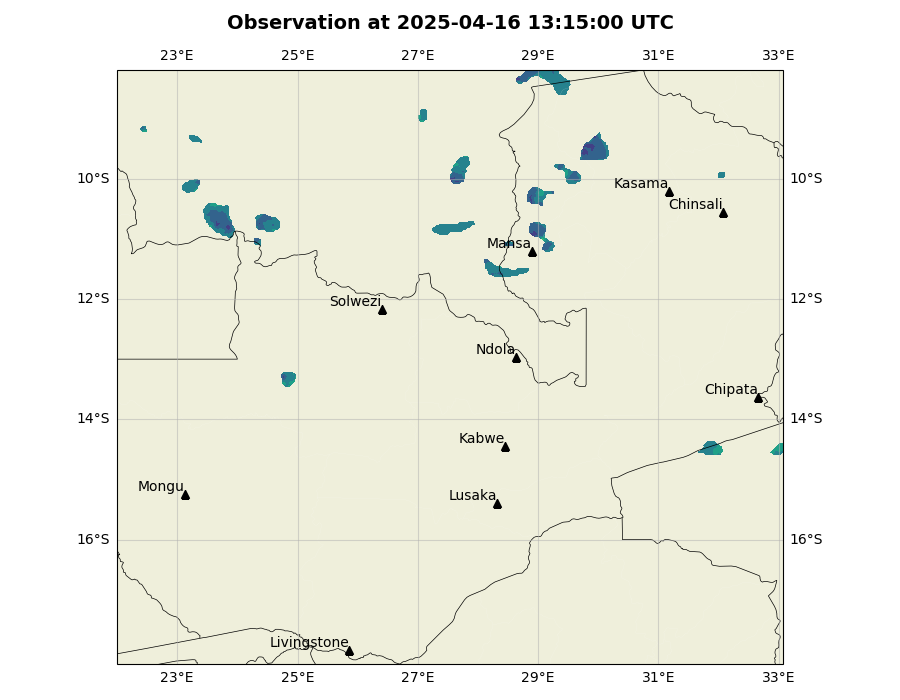 Observation at 2025-04-16 13:15:00 UTC
23°E 25°E 27°E 29°E 31°E 33°E
10°S 10°S
Kasama
Chinsali
Mansa
12°S 12°S
Solwezi
Ndola
Chipata
14°S 14°S
Kabwe
Mongu
Lusaka
16°S 16°S
Livingstone
23°E 25°E 27°E 29°E 31°E 33°E